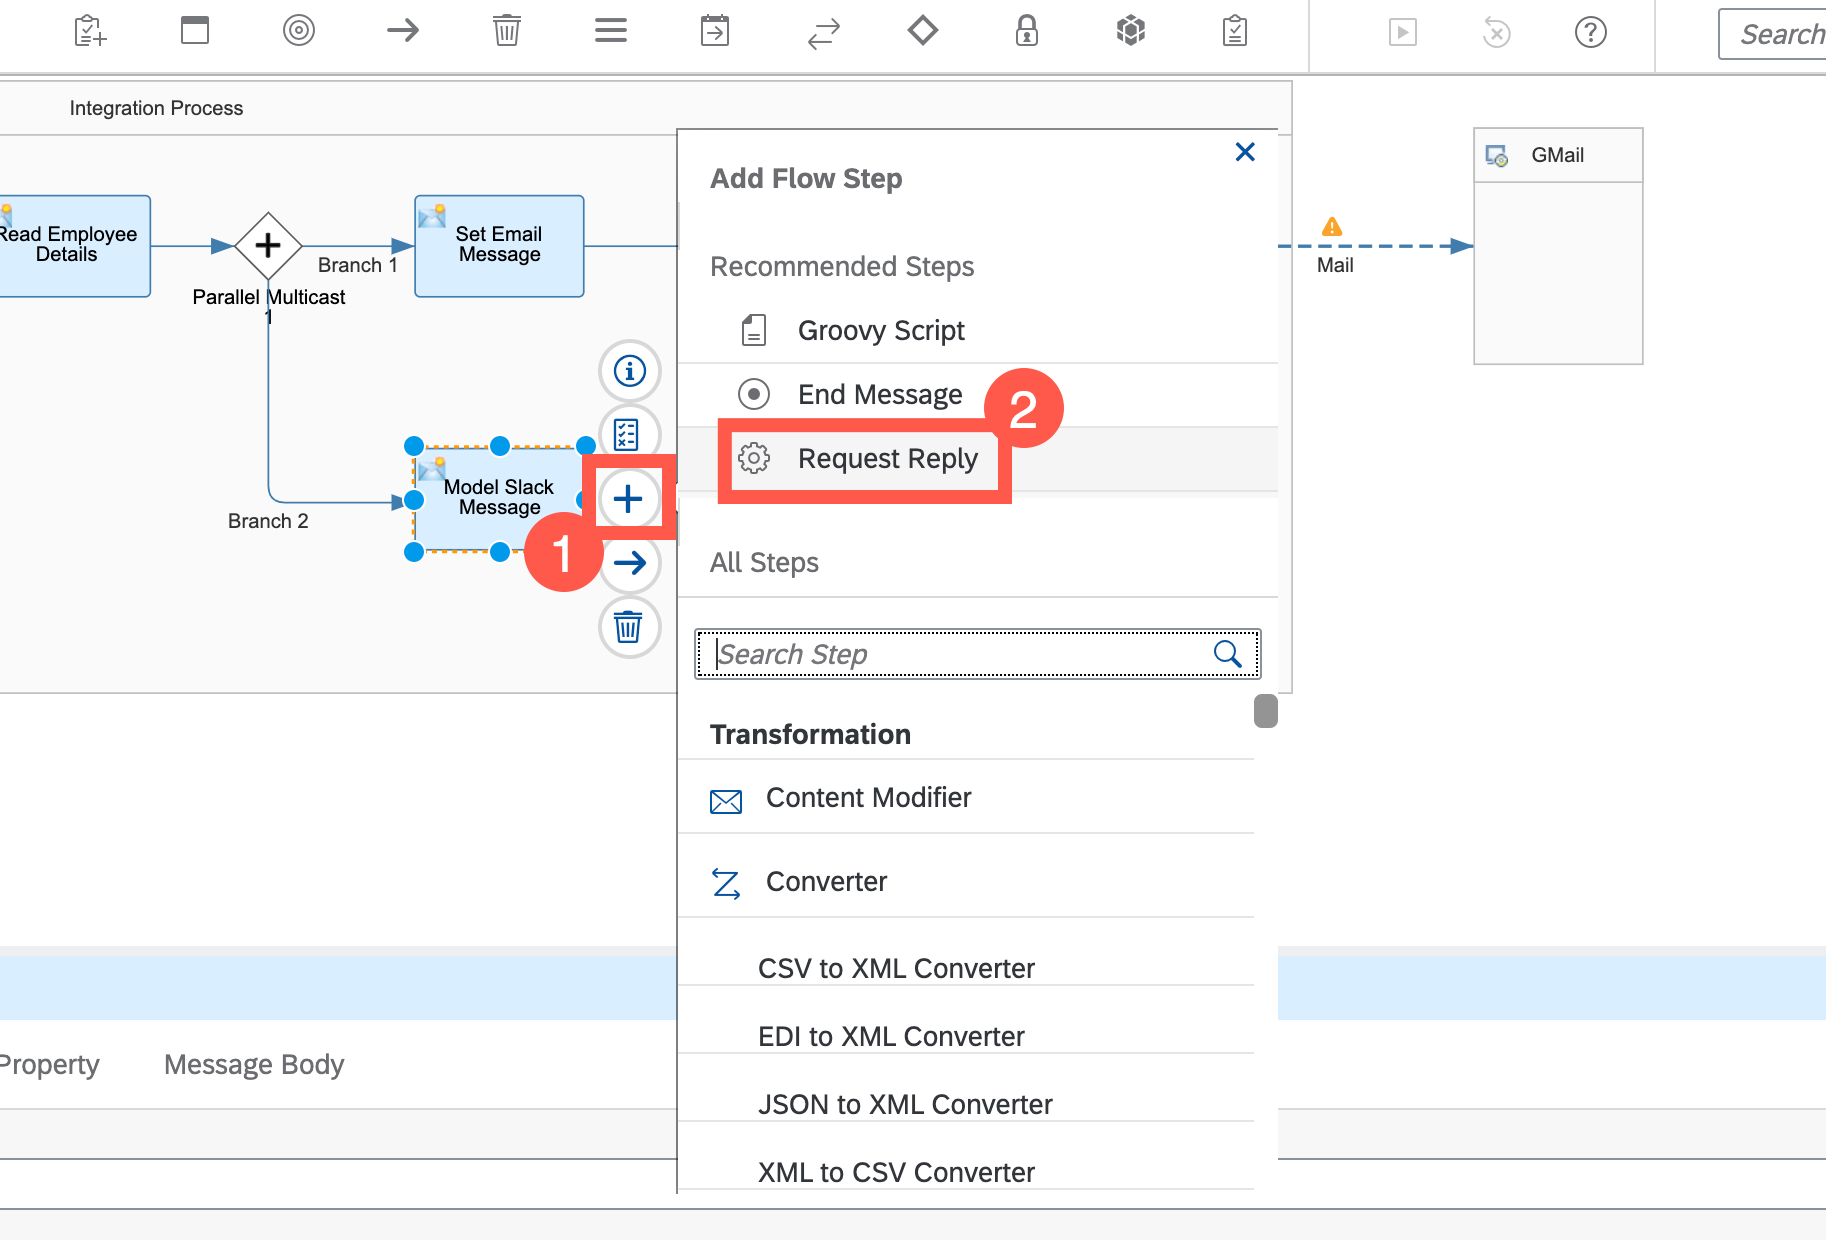 Search
Integration Process
Add Flow Step
GMail
Read Employee
Details
Set Email
Message
Branch 1
Parallel Multicast
1
Mail
Recommended Steps
Groovy Script
End Message
2
Request Reply
Model Slack
Message
Branch 2
1
All Steps
Search Step
Transformation
Content Modifier
Converter
CSV to XML Converter
EDI to XML Converter
Property
Message Body
JSON to XML Converter
XML to CSV Converter